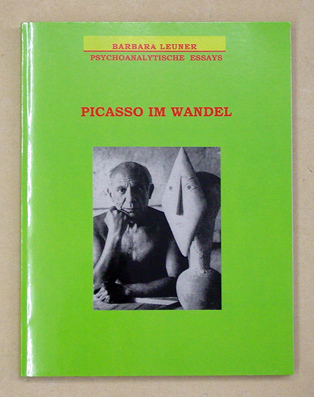 BARBARA LEUNER
PSYCHOANALYTISCHE ESSAYS
PICASSO IM WANDEL